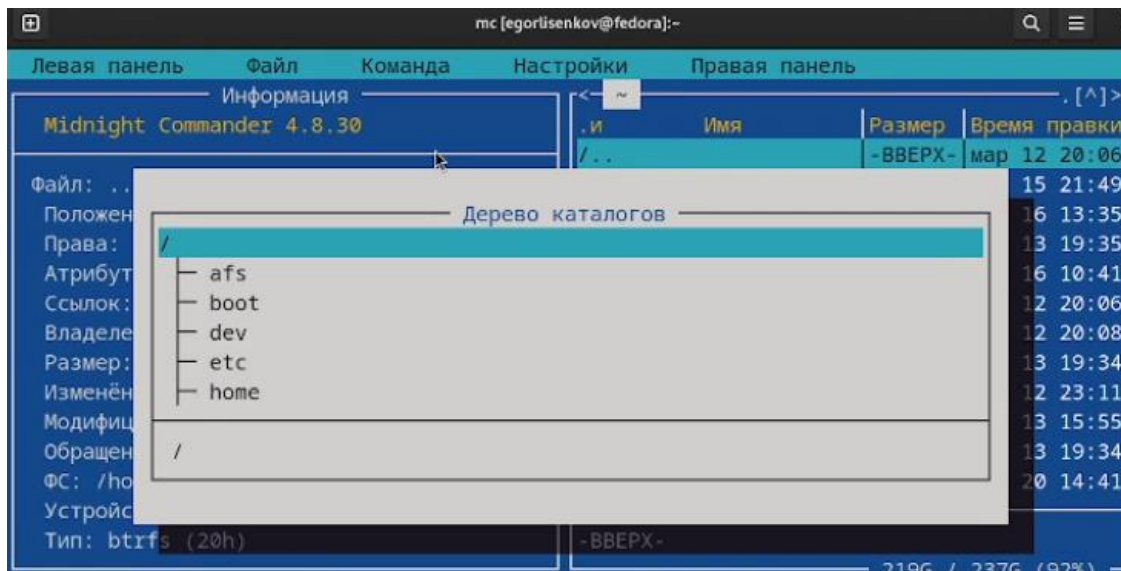 mc [egorlisenkov@fedora]:~
Левая панель Файл Команда Настройки Правая панель
Информация
Midnight Commander 4.8.30
<─ ~ .[^]>
.и Имя Размер Время правки
/.. -ВВЕРХ- мар 12 20:06
Файл: .. 15 21:49
Дерево каталогов
Положен 16 13:35
Права: / 13 19:35
Атрибут afs 16 10:41
Ссылок: boot 12 20:06
Владеле dev 12 20:08
Размер: etc 13 19:34
Изменён home 12 23:11
Модифиц 13 15:55
Обращен / 13 19:34
ФС: /ho 20 14:41
Устройс
Тип: btrfs (20h) -ВВЕРХ-
219G / 237G (92%)